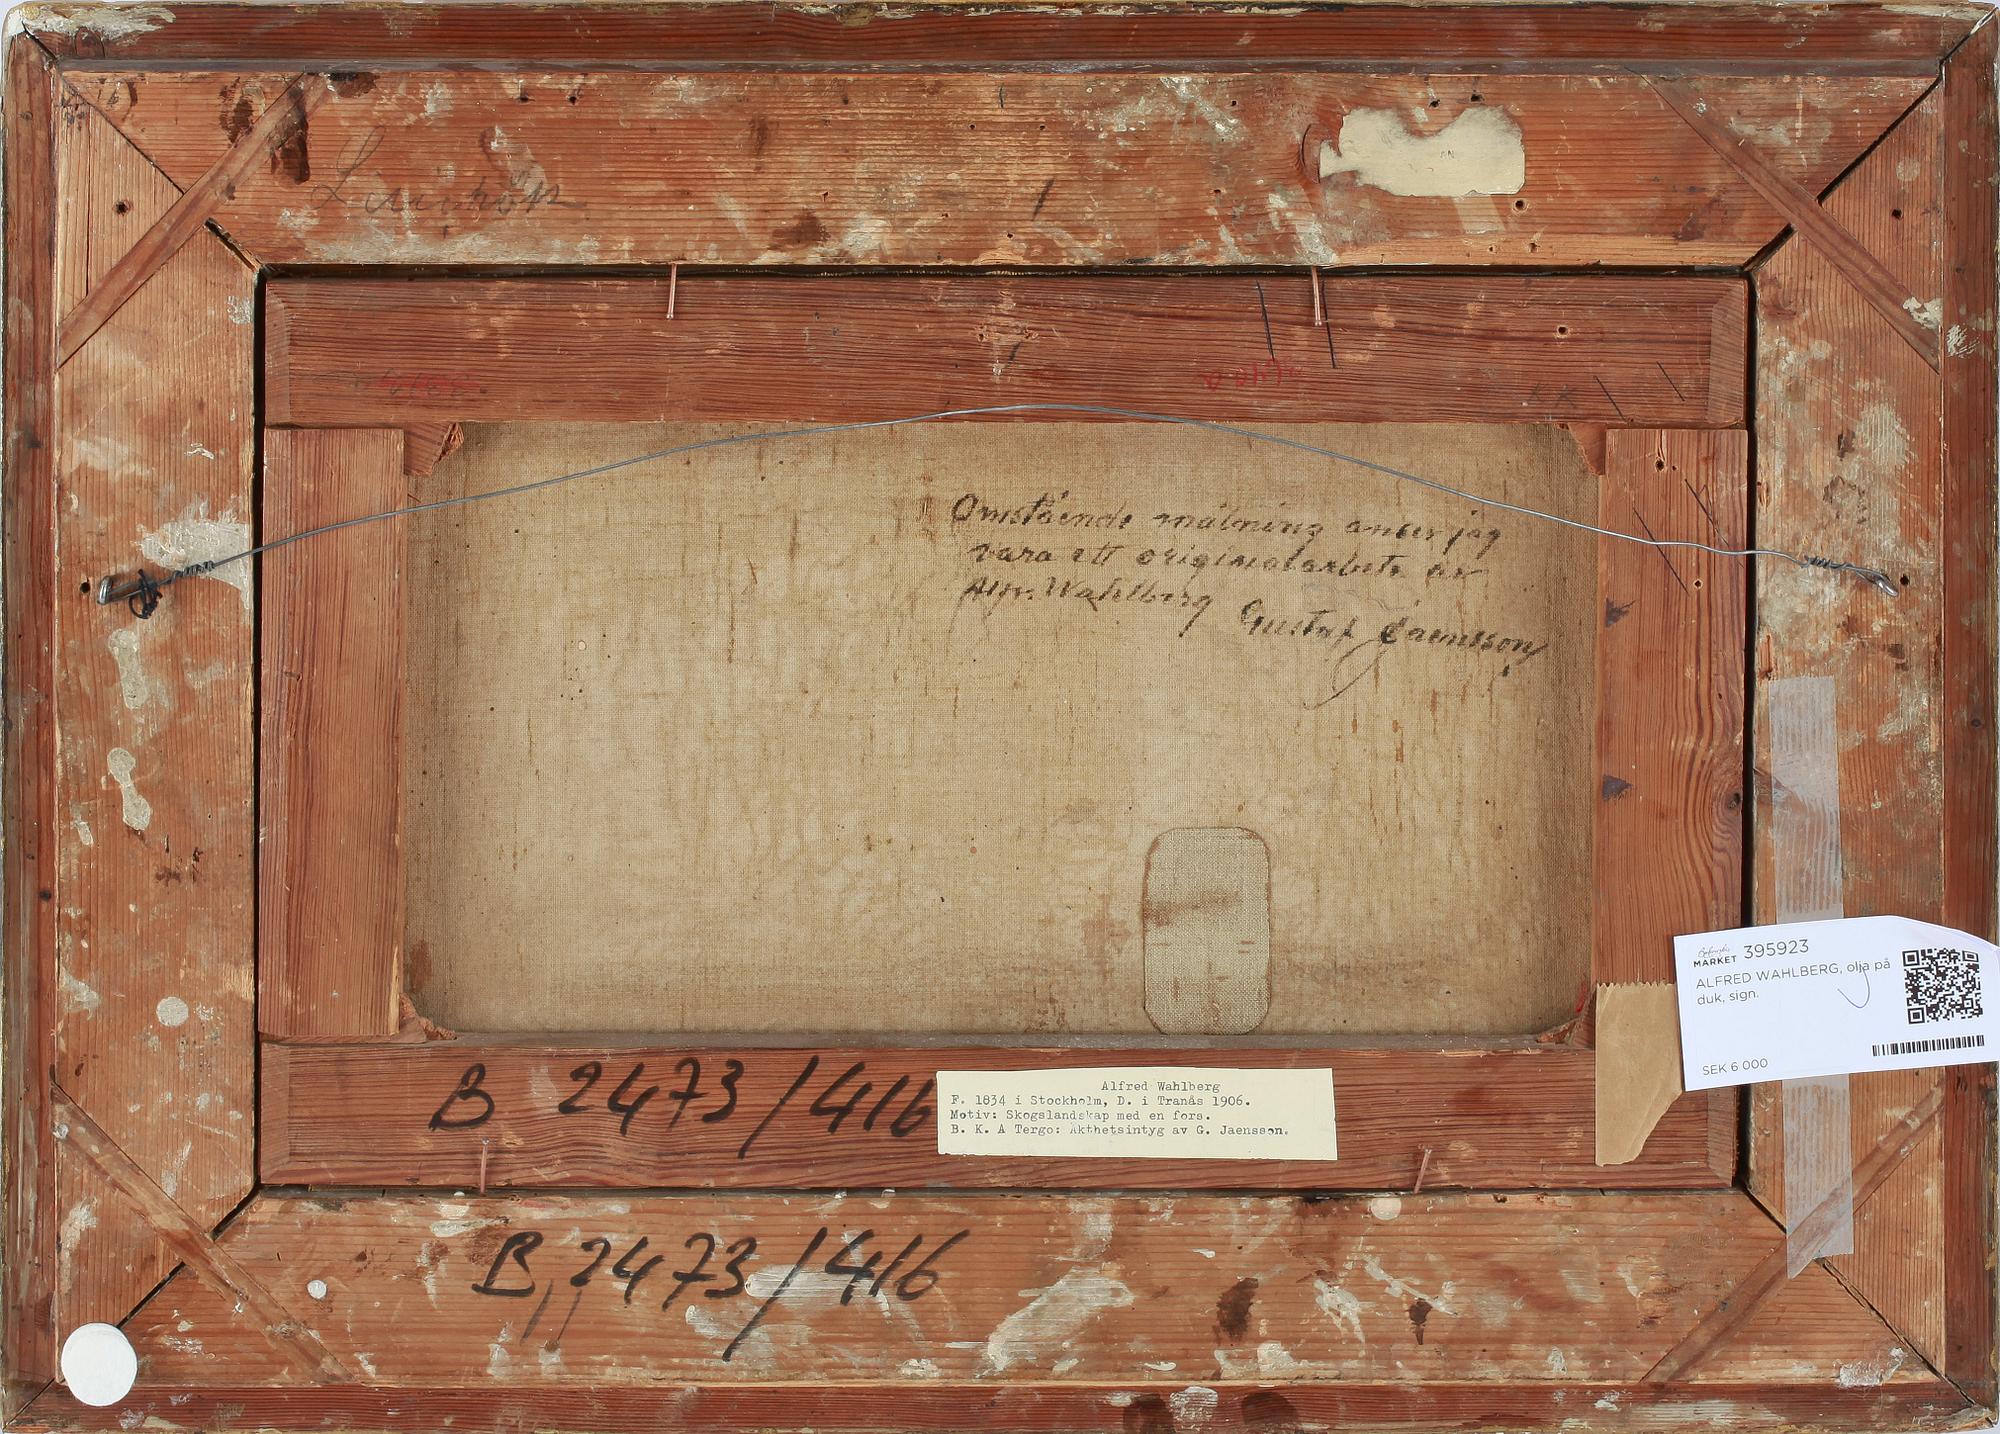 Omstående målning anser jag
vara ett originalarbete av
Alfr. Wahlberg
Gustaf Jaensson
Bukowskis
MARKET 395923
ALFRED WAHLBERG, olja på
duk, sign.
SEK 6 000
B 2473/416
Alfred Wahlberg
F. 1834 i Stockholm, D. i Tranås 1906.
Motiv: Skogslandskap med en fors.
B. K. A Tergo: Äkthetsintyg av G. Jaensson.
B 2473/416